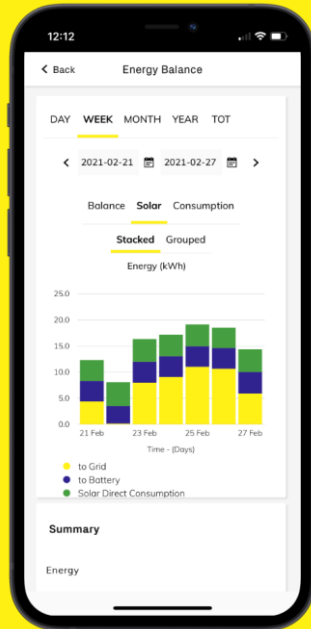 12:12
Back Energy Balance
DAY WEEK MONTH YEAR TOT
2021-02-21 2021-02-27
Balance Solar Consumption
Stacked Grouped
Energy (kWh)
25.0
20.0
15.0
10.0
5.0
0.0
21 Feb 23 Feb 25 Feb 27 Feb
Time - (Days)
to Grid
to Battery
Solar Direct Consumption
Summary
Energy